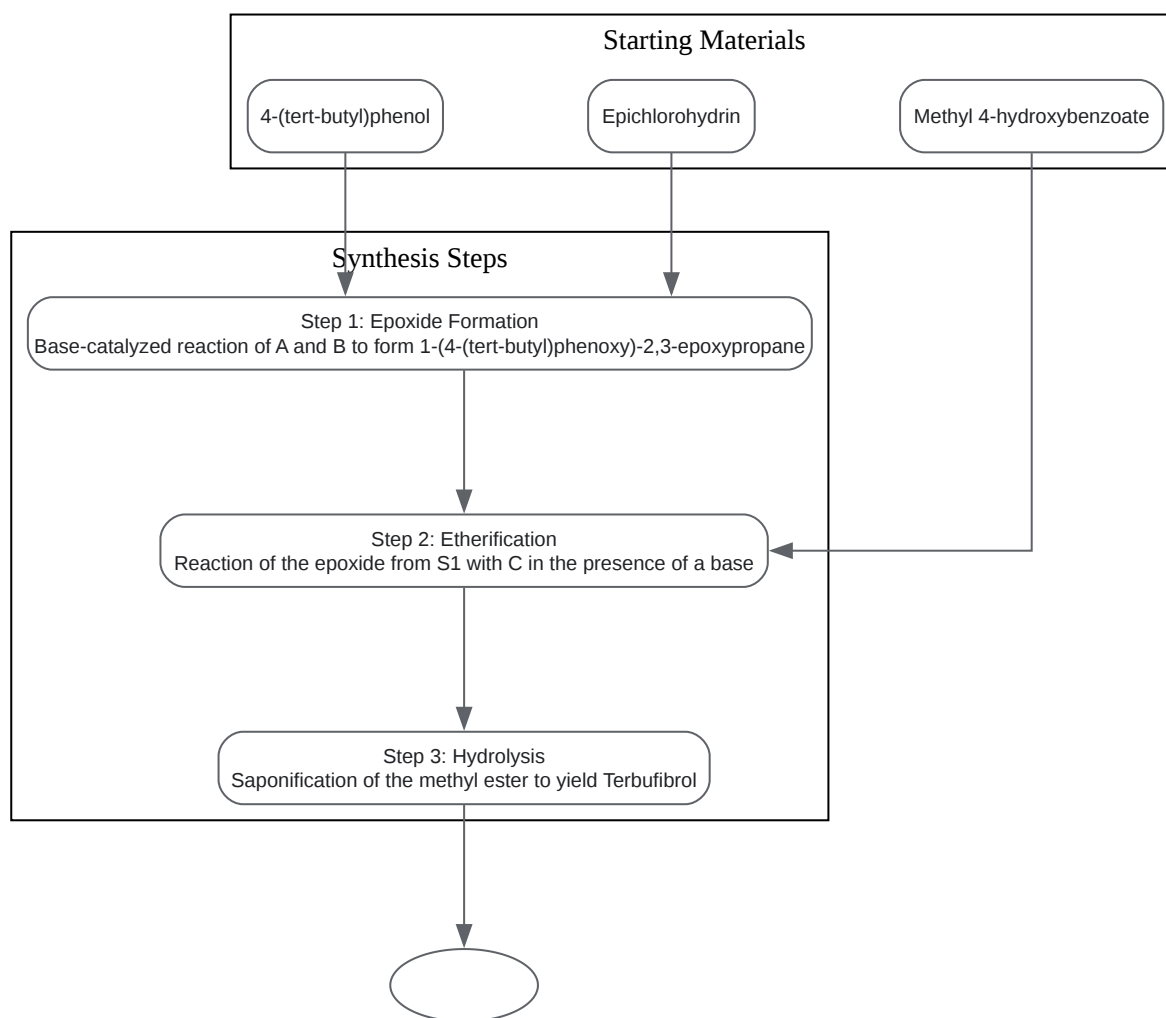 Starting Materials
4-(tert-butyl)phenol
Epichlorohydrin
Methyl 4-hydroxybenzoate
Synthesis Steps
Step 1: Epoxide Formation
Base-catalyzed reaction of A and B to form 1-(4-(tert-butyl)phenoxy)-2,3-epoxypropane
Step 2: Etherification
Reaction of the epoxide from S1 with C in the presence of a base
Step 3: Hydrolysis
Saponification of the methyl ester to yield Terbufibrol